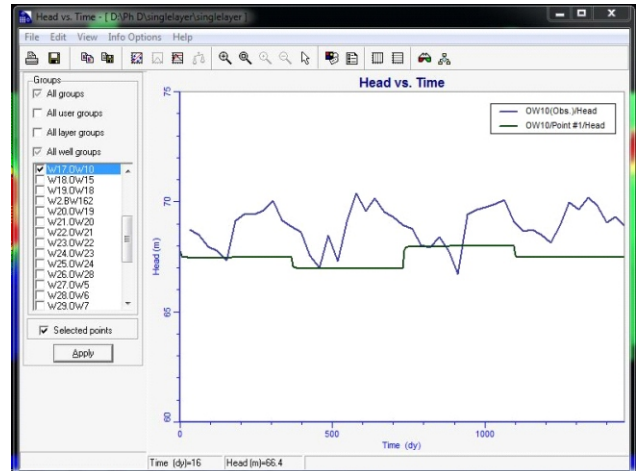 Head vs. Time - [ D:\Ph D\singlelayer\singlelayer ]
File Edit View Info Options Help
Groups
All groups
All user groups
All layer groups
All well groups
W17.OW10
W18.OW15
W19.OW18
W2.BW162
W20.OW19
W21.OW20
W22.OW21
W23.OW22
W24.OW23
W25.OW24
W26.OW28
W27.OW5
W28.OW6
W29.OW7
Selected points
Apply
Head vs. Time
OW10(Obs.)/Head
OW10/Point #1/Head
75
70
65
60
Head (m)
0 500 1000
Time (dy)
Time (dy)=16 Head (m)=66.4